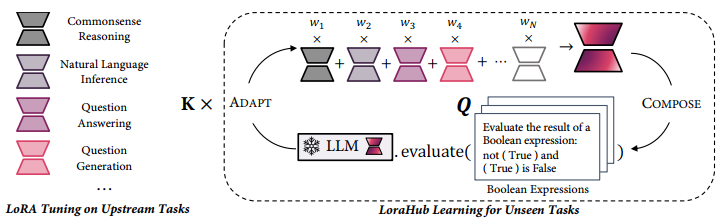 Commonsense
Reasoning
Natural Language
Inference
Question
Answering
Question
Generation
...
LoRA Tuning on Upstream Tasks
K ×
ADAPT
w1 w2 w3 w4 wN
× × × × ×
+ + + + ... →
COMPOSE
Q
LLM .evaluate( )
Evaluate the result of a
Boolean expression:
not ( True ) and
( True ) is False
Boolean Expressions
LoraHub Learning for Unseen Tasks